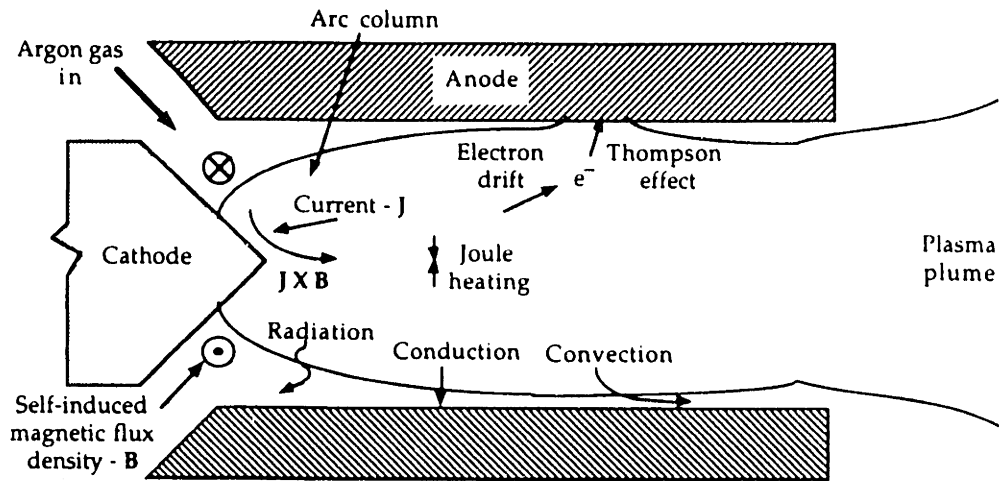 Arc column
Argon gas
in
Anode
Electron
drift
e⁻
Thompson
effect
Current - J
Cathode
J X B
Joule
heating
Plasma
plume
Radiation
Conduction
Convection
Self-induced
magnetic flux
density - B